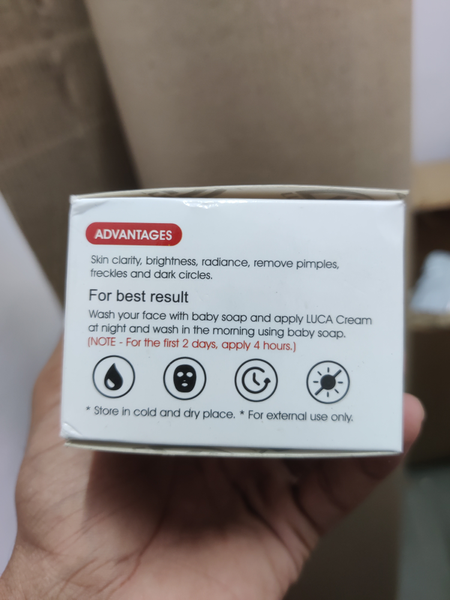 ADVANTAGES
Skin clarity, brightness, radiance, remove pimples,
freckles and dark circles.
For best result
Wash your face with baby soap and apply LUCA Cream
at night and wash in the morning using baby soap.
(NOTE - For the first 2 days, apply 4 hours.)
* Store in cold and dry place. * For external use only.